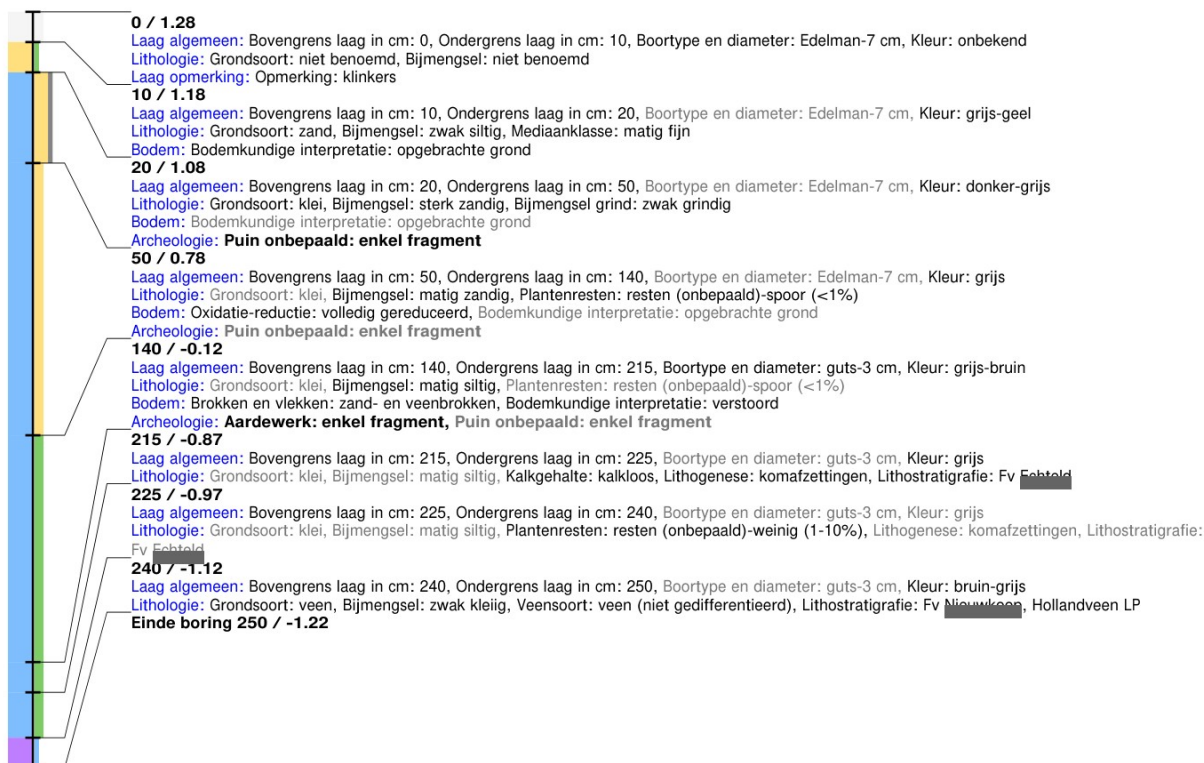 0 / 1.28
Laag algemeen: Bovengrens laag in cm: 0, Ondergrens laag in cm: 10, Boortype en diameter: Edelman-7 cm, Kleur: onbekend
Lithologie: Grondsoort: niet benoemd, Bijmengsel: niet benoemd
Laag opmerking: Opmerking: klinkers
10 / 1.18
Laag algemeen: Bovengrens laag in cm: 10, Ondergrens laag in cm: 20, Boortype en diameter: Edelman-7 cm, Kleur: grijs-geel
Lithologie: Grondsoort: zand, Bijmengsel: zwak siltig, Mediaanklasse: matig fijn
Bodem: Bodemkundige interpretatie: opgebrachte grond
20 / 1.08
Laag algemeen: Bovengrens laag in cm: 20, Ondergrens laag in cm: 50, Boortype en diameter: Edelman-7 cm, Kleur: donker-grijs
Lithologie: Grondsoort: klei, Bijmengsel: sterk zandig, Bijmengsel grind: zwak grindig
Bodem: Bodemkundige interpretatie: opgebrachte grond
Archeologie: Puin onbepaald: enkel fragment
50 / 0.78
Laag algemeen: Bovengrens laag in cm: 50, Ondergrens laag in cm: 140, Boortype en diameter: Edelman-7 cm, Kleur: grijs
Lithologie: Grondsoort: klei, Bijmengsel: matig zandig, Plantenresten: resten (onbepaald)-spoor (<1%)
Bodem: Oxidatie-reductie: volledig gereduceerd, Bodemkundige interpretatie: opgebrachte grond
Archeologie: Puin onbepaald: enkel fragment
140 / -0.12
Laag algemeen: Bovengrens laag in cm: 140, Ondergrens laag in cm: 215, Boortype en diameter: guts-3 cm, Kleur: grijs-bruin
Lithologie: Grondsoort: klei, Bijmengsel: matig siltig, Plantenresten: resten (onbepaald)-spoor (<1%)
Bodem: Brokken en vlekken: zand- en veenbrokken, Bodemkundige interpretatie: verstoord
Archeologie: Aardewerk: enkel fragment, Puin onbepaald: enkel fragment
215 / -0.87
Laag algemeen: Bovengrens laag in cm: 215, Ondergrens laag in cm: 225, Boortype en diameter: guts-3 cm, Kleur: grijs
Lithologie: Grondsoort: klei, Bijmengsel: matig siltig, Kalkgehalte: kalkloos, Lithogenese: komafzettingen, Lithostratigrafie: Fv
225 / -0.97
Laag algemeen: Bovengrens laag in cm: 225, Ondergrens laag in cm: 240, Boortype en diameter: guts-3 cm, Kleur: grijs
Lithologie: Grondsoort: klei, Bijmengsel: matig siltig, Plantenresten: resten (onbepaald)-weinig (1-10%), Lithogenese: komafzettingen, Lithostratigrafie:
Fv
240 / -1.12
Laag algemeen: Bovengrens laag in cm: 240, Ondergrens laag in cm: 250, Boortype en diameter: guts-3 cm, Kleur: bruin-grijs
Lithologie: Grondsoort: veen, Bijmengsel: zwak kleiig, Veensoort: veen (niet gedifferentieerd), Lithostratigrafie: Fv , Hollandveen LP
Einde boring 250 / -1.22